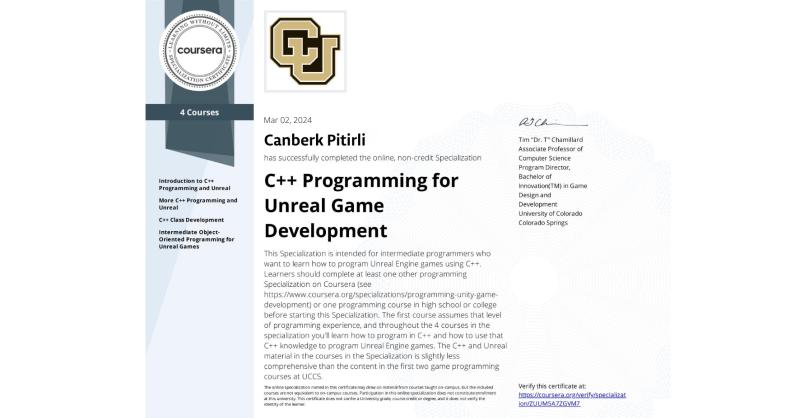 LEARNING WITHOUT LIMITS
coursera
SPECIALIZATION CERTIFICATE
4 Courses
Introduction to C++
Programming and Unreal
More C++ Programming and
Unreal
C++ Class Development
Intermediate Object-
Oriented Programming for
Unreal Games
CU
Mar 02, 2024
Canberk Pitirli
has successfully completed the online, non-credit Specialization
C++ Programming for
Unreal Game
Development
This Specialization is intended for intermediate programmers who
want to learn how to program Unreal Engine games using C++.
Learners should complete at least one other programming
Specialization on Coursera (see
https://www.coursera.org/specializations/programming-unity-game-
development) or one programming course in high school or college
before starting this Specialization. The first course assumes that level
of programming experience, and throughout the 4 courses in the
specialization you'll learn how to program in C++ and how to use that
C++ knowledge to program Unreal Engine games. The C++ and Unreal
material in the courses in the Specialization is slightly less
comprehensive than the content in the first two game programming
courses at UCCS.
The online specialization named in this certificate may draw on material from courses taught on-campus, but the included
courses are not equivalent to on-campus courses. Participation in this online specialization does not constitute enrollment
at this university. This certificate does not confer a University grade, course credit or degree, and it does not verify the
identity of the learner.
Tim "Dr. T" Chamillard
Associate Professor of
Computer Science
Program Director,
Bachelor of
Innovation(TM) in Game
Design and
Development
University of Colorado
Colorado Springs
Verify this certificate at:
https://coursera.org/verify/specializat
ion/ZUUM5A7ZGVM7